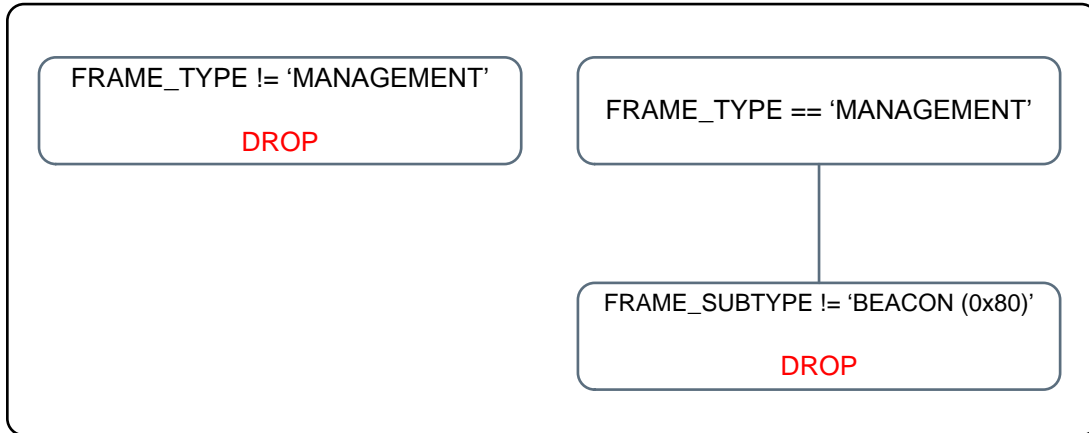 FRAME_TYPE != ‘MANAGEMENT’
DROP
FRAME_TYPE == ‘MANAGEMENT’
FRAME_SUBTYPE != ‘BEACON (0x80)’
DROP